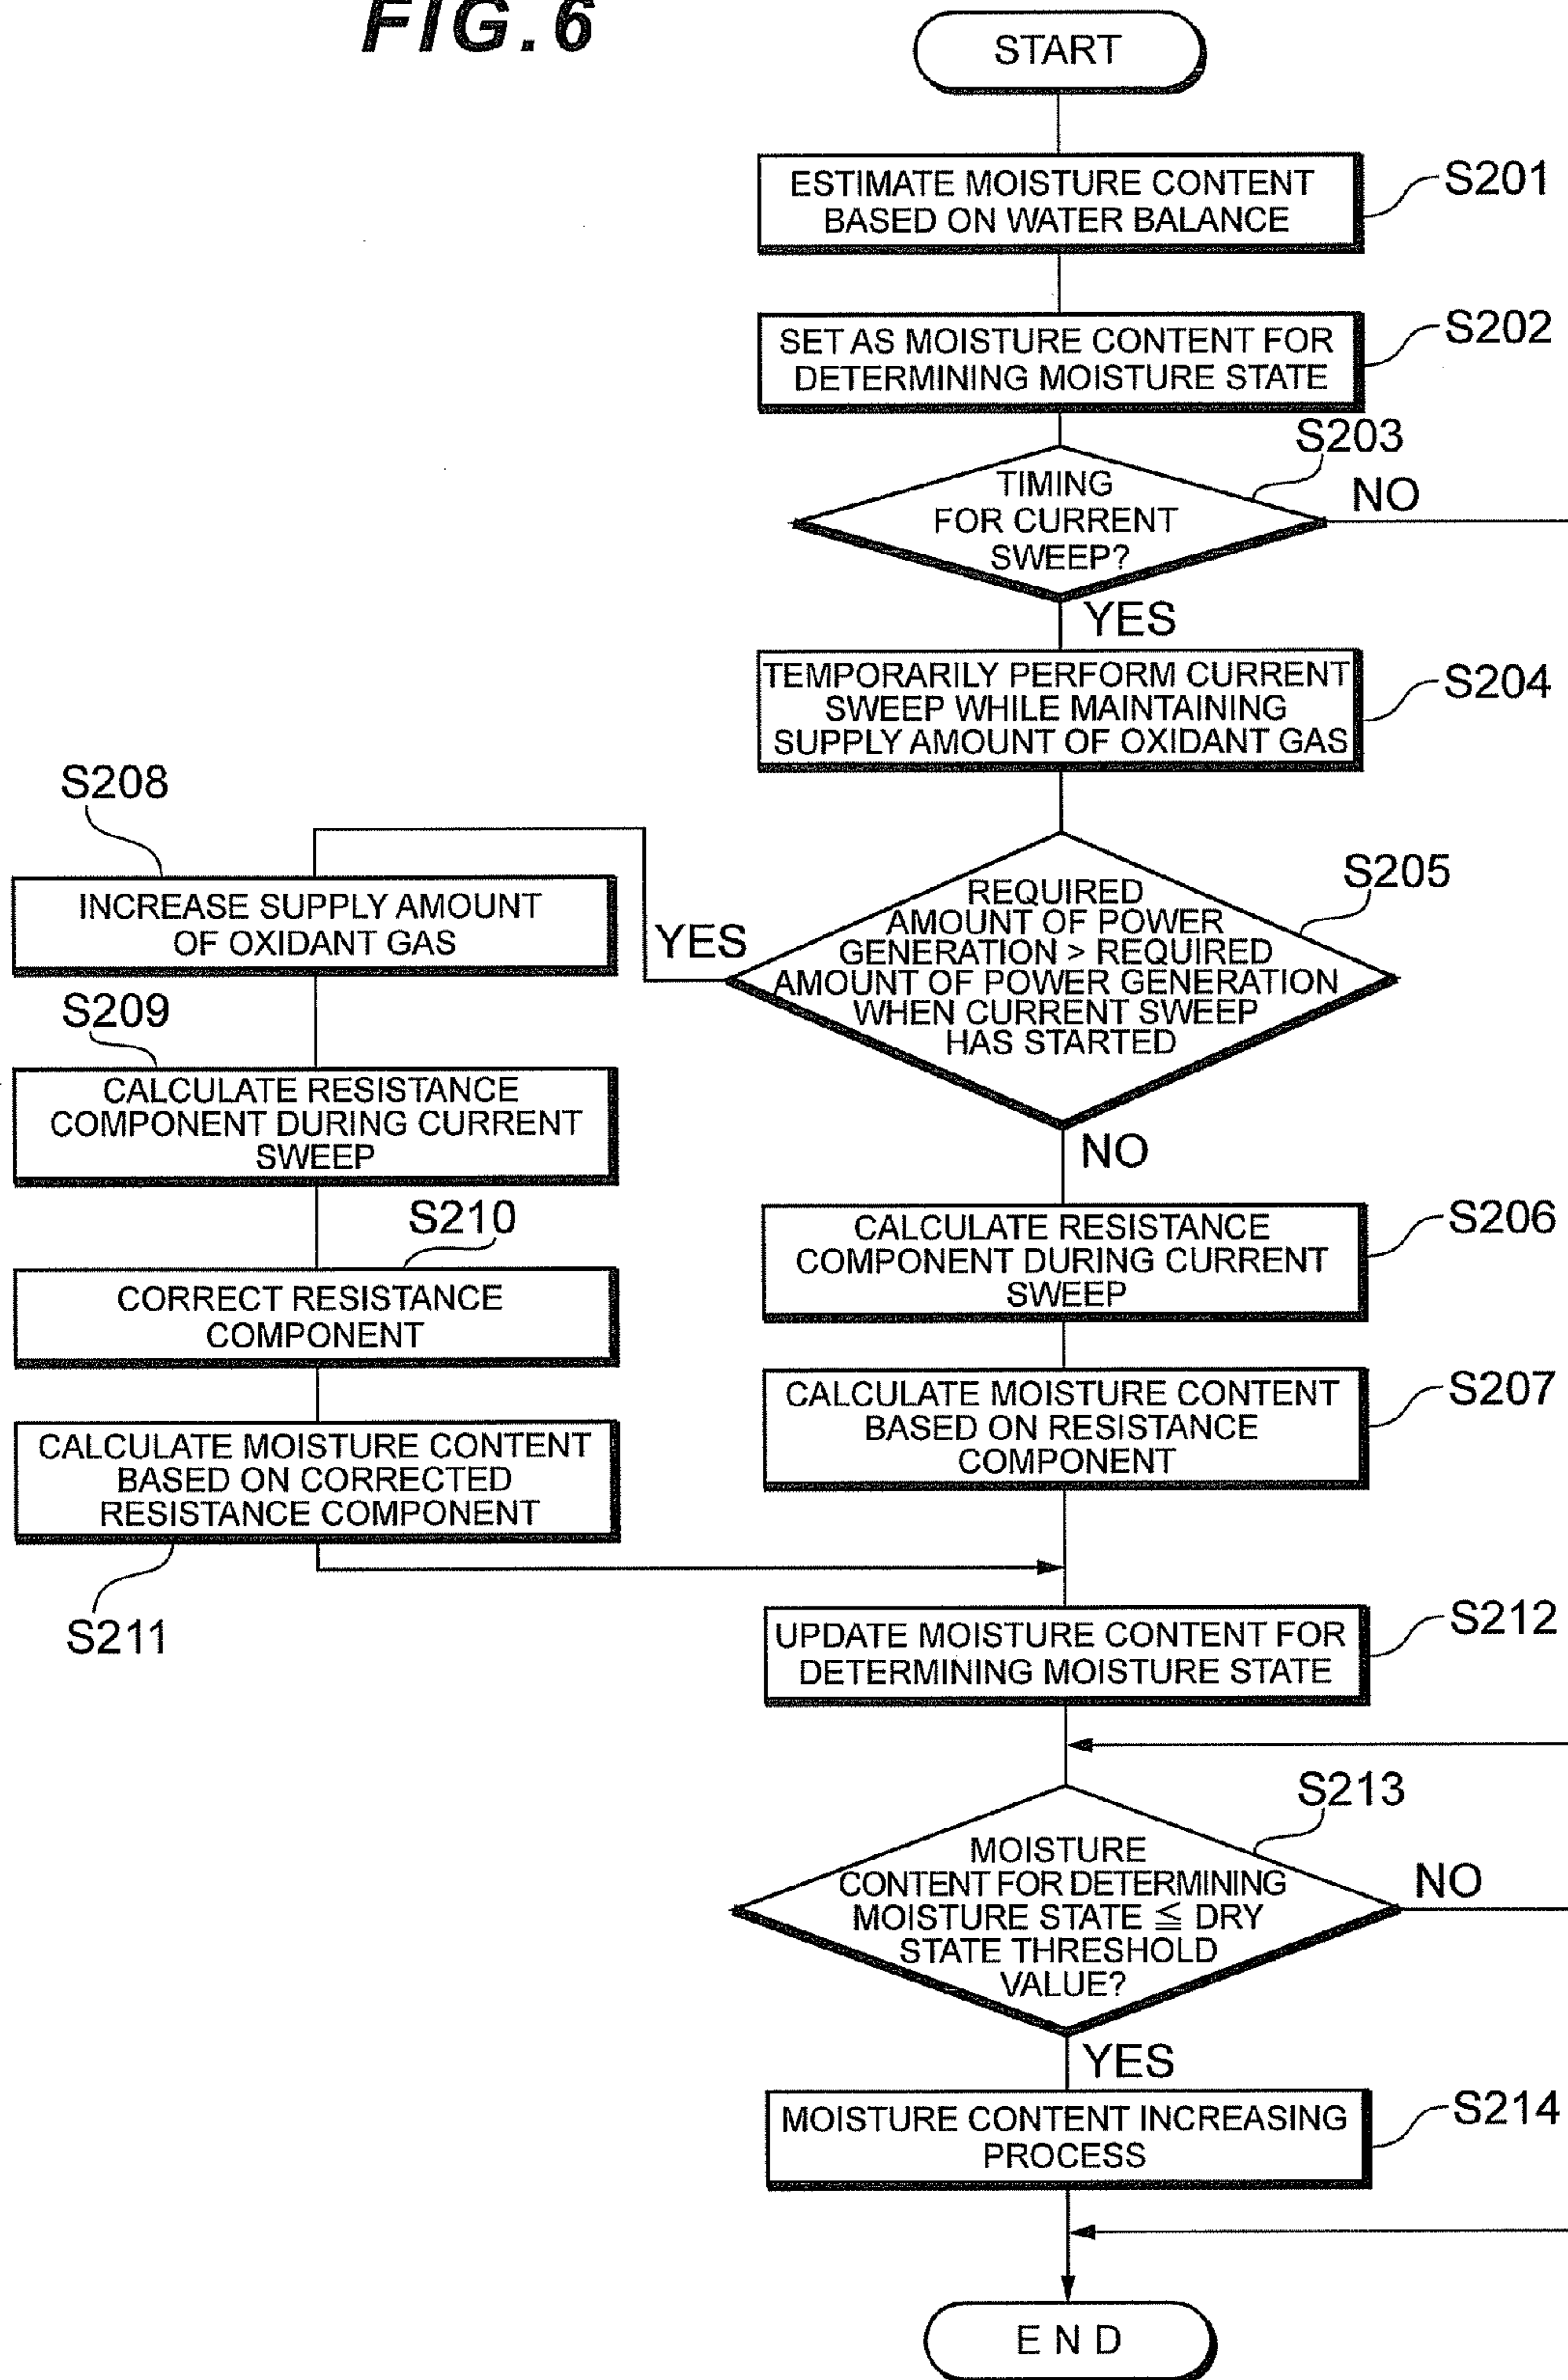 FIG. 6
START
ESTIMATE MOISTURE CONTENT
BASED ON WATER BALANCE
S201
SET AS MOISTURE CONTENT FOR
DETERMINING MOISTURE STATE
S202
S203
TIMING
FOR CURRENT
SWEEP?
NO
YES
TEMPORARILY PERFORM CURRENT
SWEEP WHILE MAINTAINING
SUPPLY AMOUNT OF OXIDANT GAS
S204
S205
REQUIRED
AMOUNT OF POWER
GENERATION > REQUIRED
AMOUNT OF POWER GENERATION
WHEN CURRENT SWEEP
HAS STARTED
YES
NO
S208
INCREASE SUPPLY AMOUNT
OF OXIDANT GAS
S209
CALCULATE RESISTANCE
COMPONENT DURING CURRENT
SWEEP
S210
CORRECT RESISTANCE
COMPONENT
CALCULATE MOISTURE CONTENT
BASED ON CORRECTED
RESISTANCE COMPONENT
S211
CALCULATE RESISTANCE
COMPONENT DURING CURRENT
SWEEP
S206
CALCULATE MOISTURE CONTENT
BASED ON RESISTANCE
COMPONENT
S207
UPDATE MOISTURE CONTENT FOR
DETERMINING MOISTURE STATE
S212
S213
MOISTURE
CONTENT FOR DETERMINING
MOISTURE STATE ≦ DRY
STATE THRESHOLD
VALUE?
NO
YES
MOISTURE CONTENT INCREASING
PROCESS
S214
END